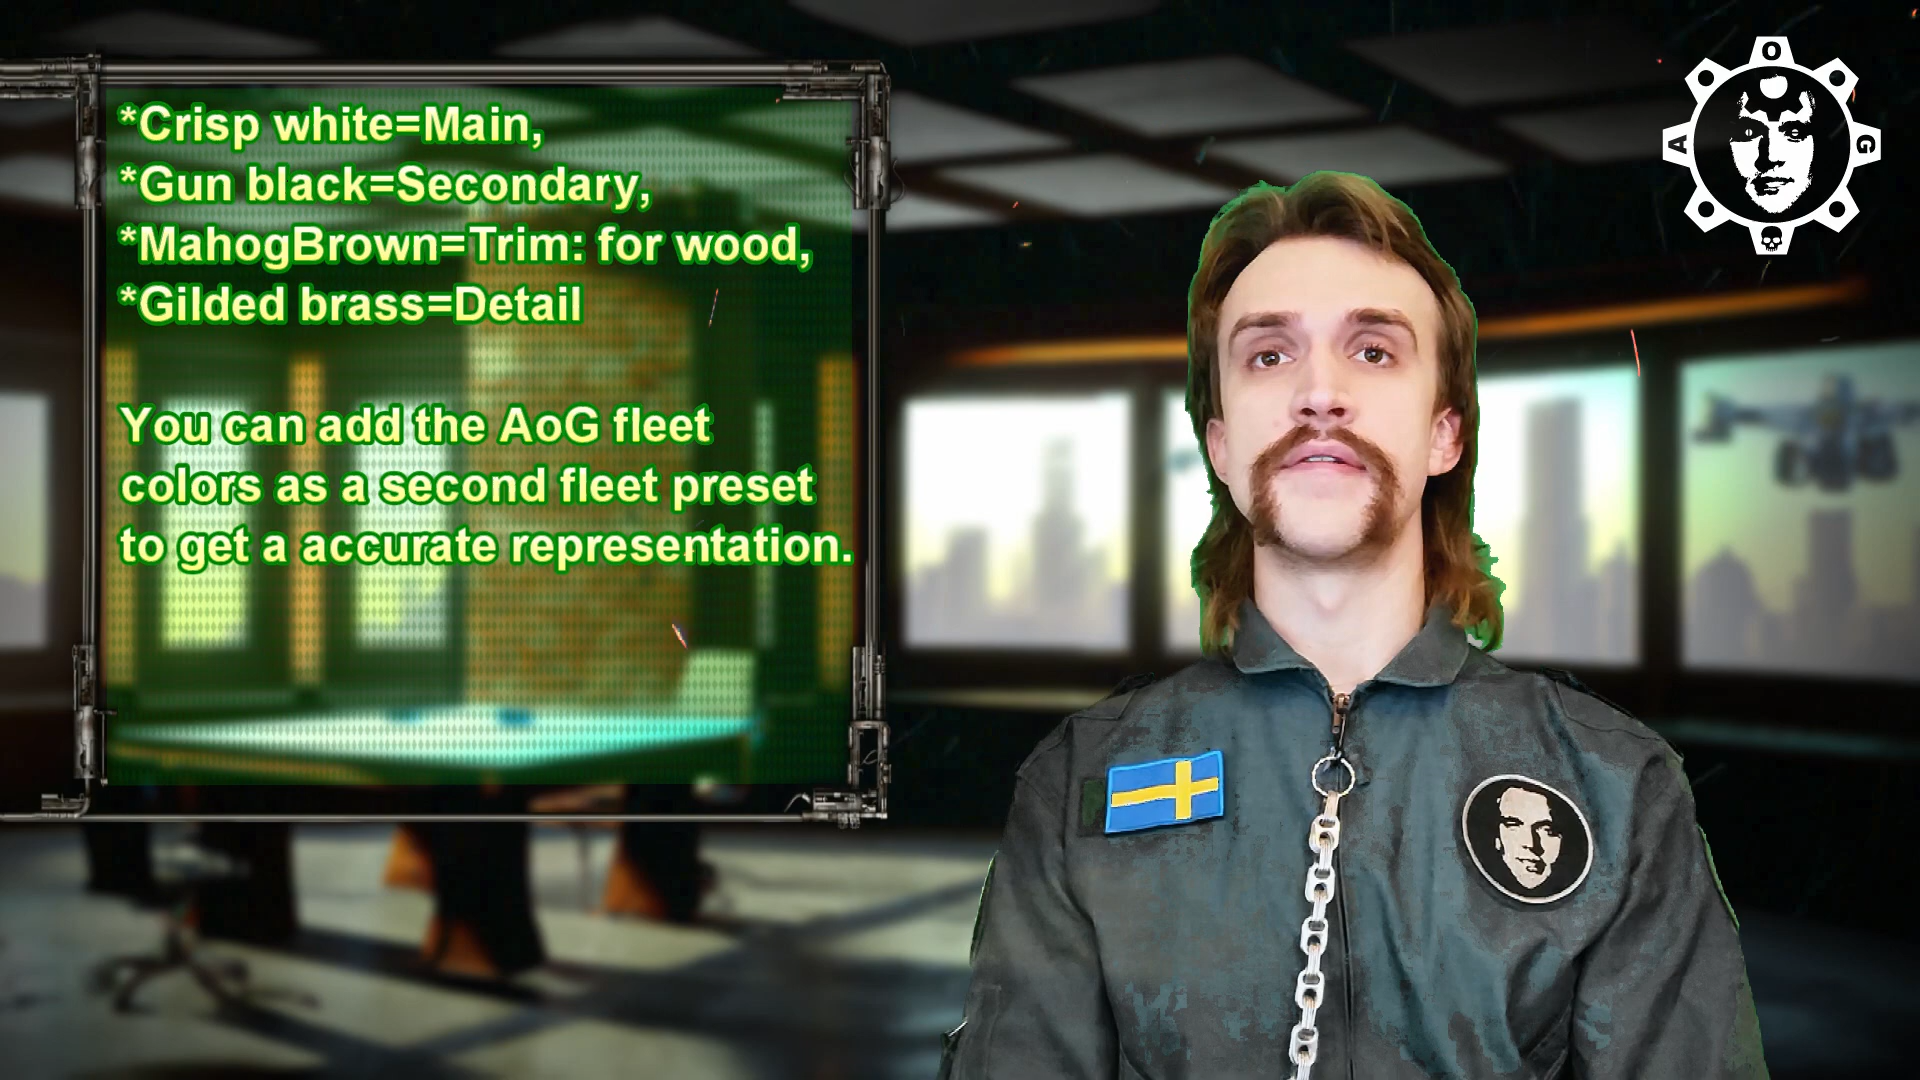 *Crisp white=Main,
*Gun black=Secondary,
*MahogBrown=Trim: for wood,
*Gilded brass=Detail
You can add the AoG fleet
colors as a second fleet preset
to get a accurate representation.
A O G